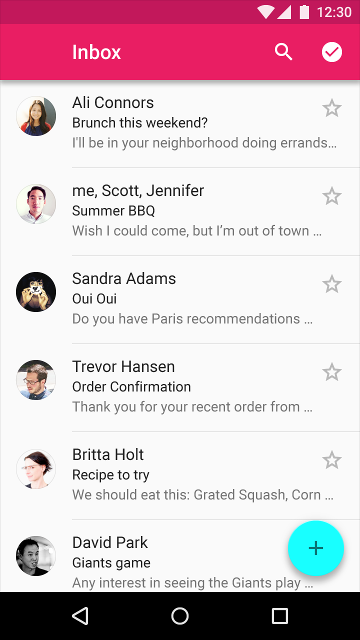 12:30
Inbox
Ali Connors
Brunch this weekend?
I'll be in your neighborhood doing errands…
me, Scott, Jennifer
Summer BBQ
Wish I could come, but I'm out of town …
Sandra Adams
Oui Oui
Do you have Paris recommendations …
Trevor Hansen
Order Confirmation
Thank you for your recent order from …
Britta Holt
Recipe to try
We should eat this: Grated Squash, Corn …
David Park
Giants game
Any interest in seeing the Giants play …